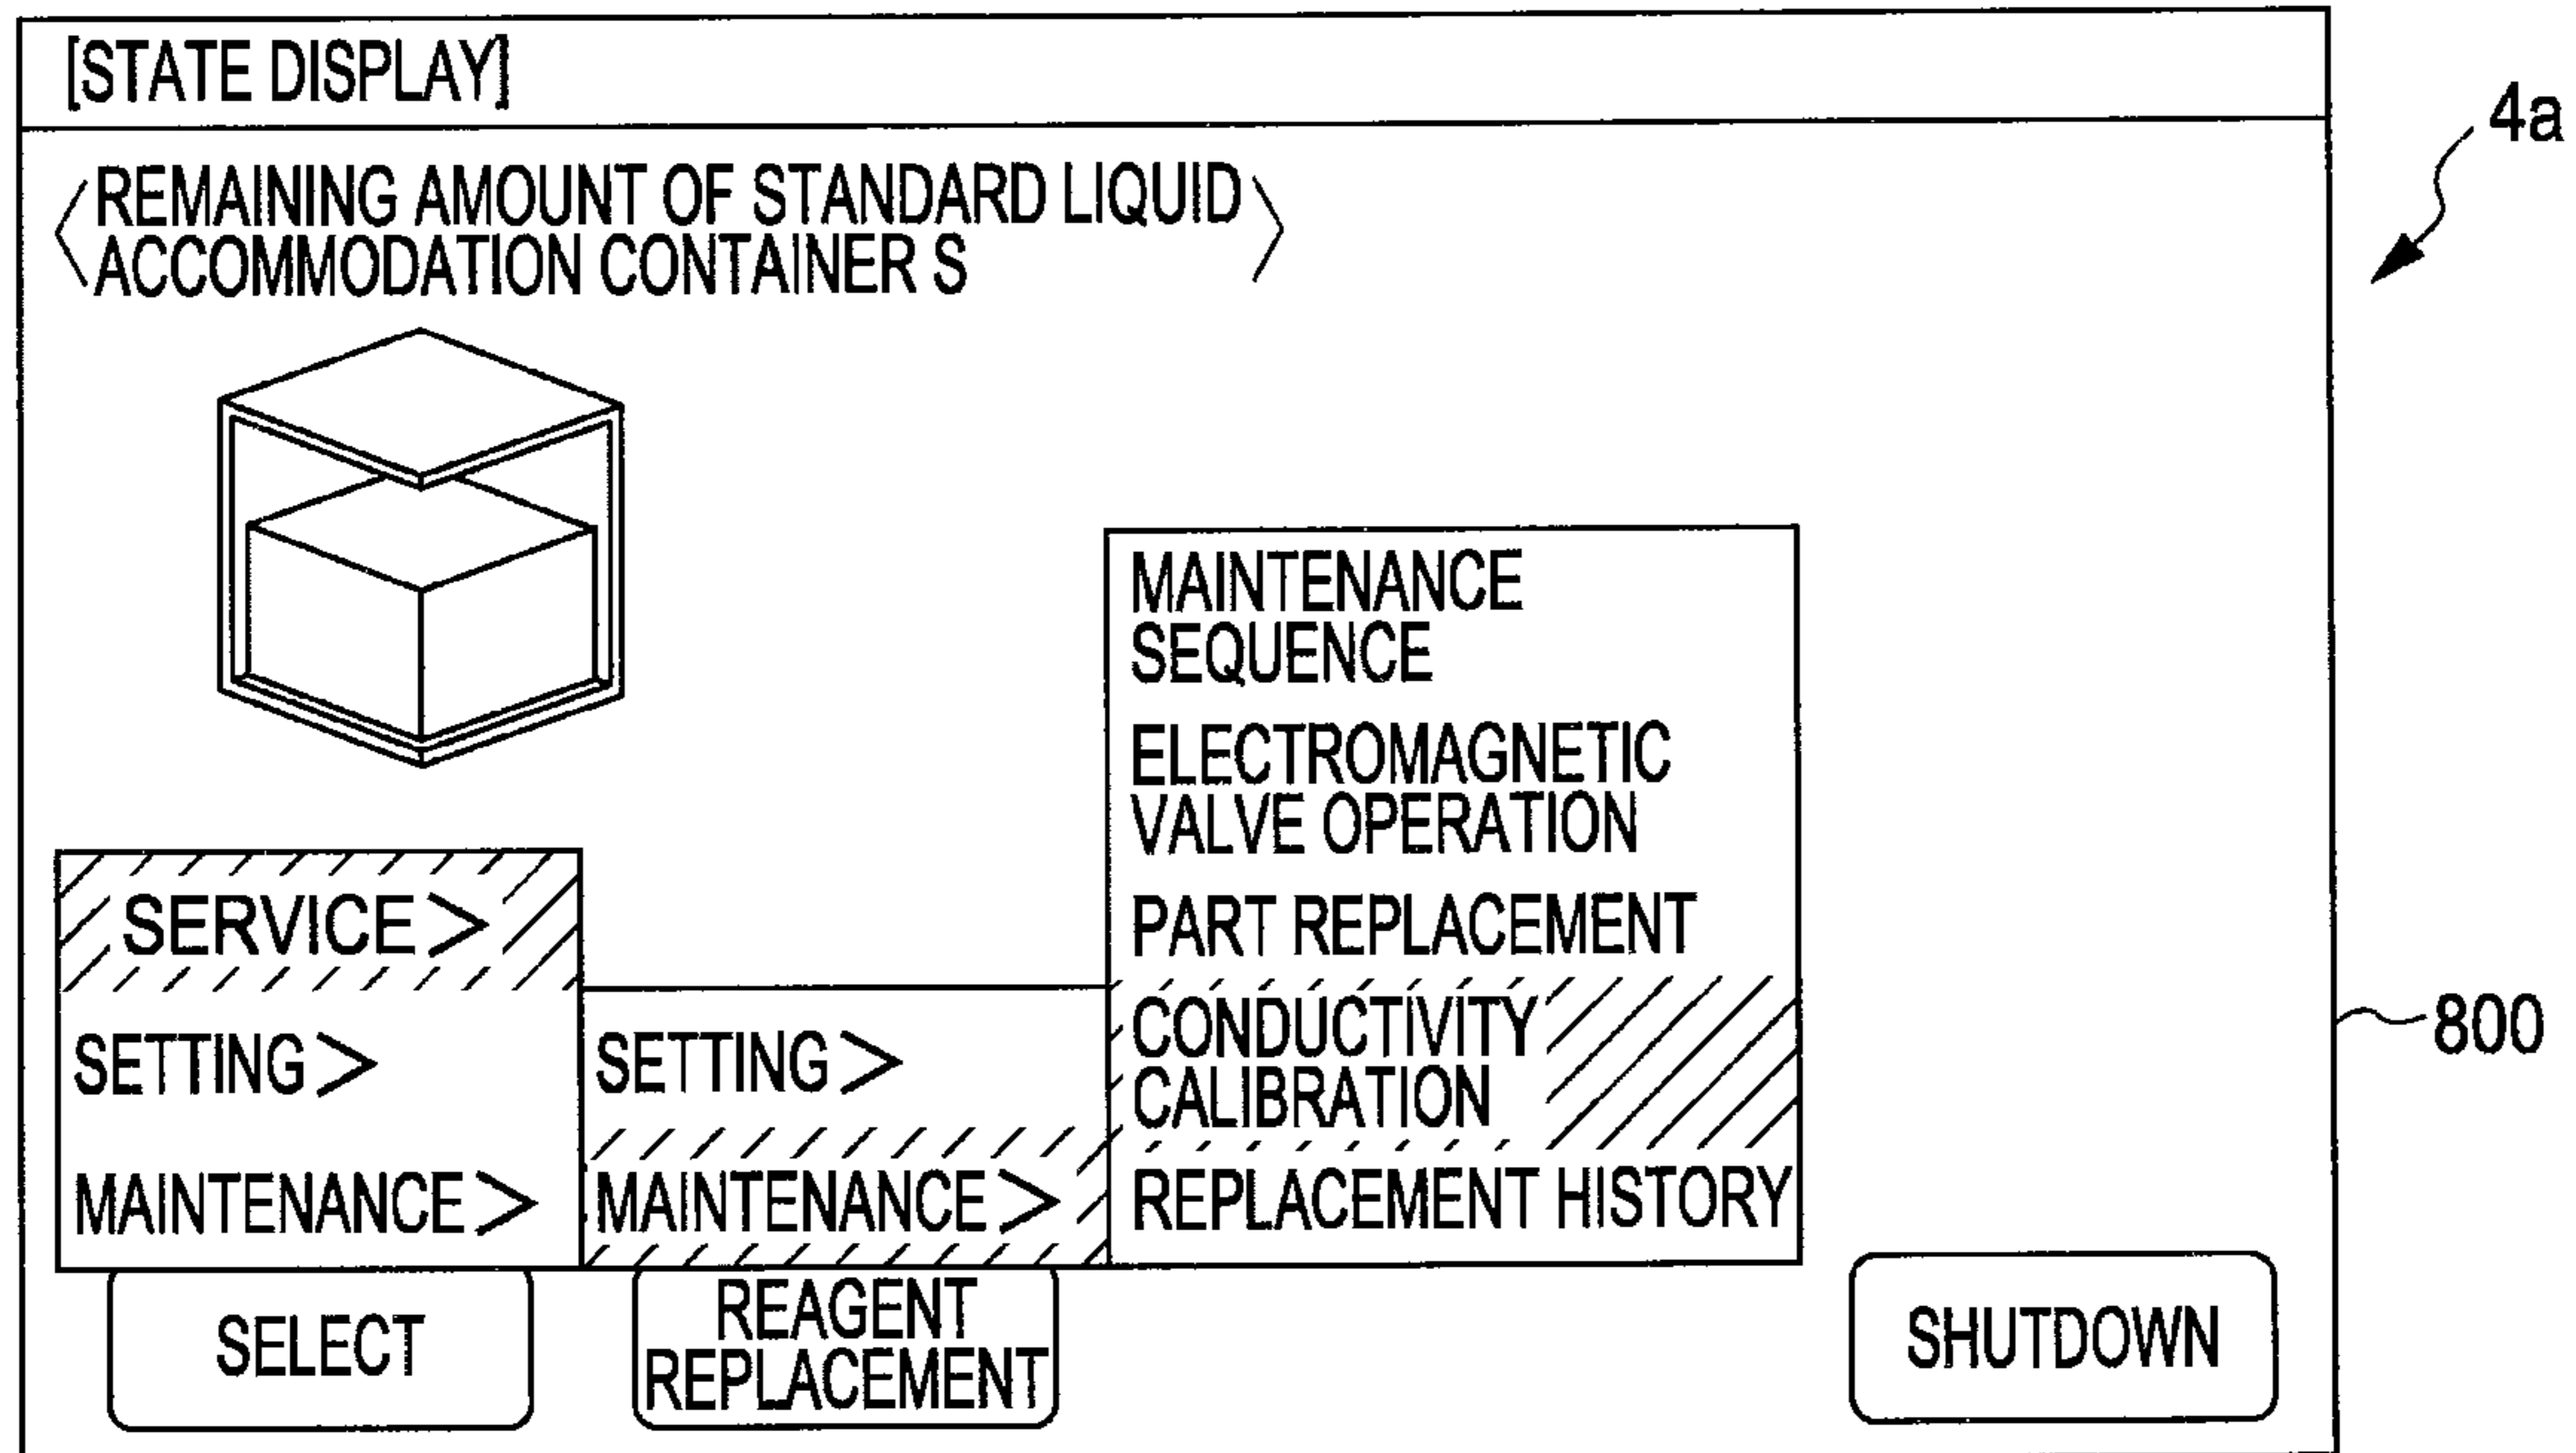 [STATE DISPLAY]
4a
<REMAINING AMOUNT OF STANDARD LIQUID
ACCOMMODATION CONTAINER S>
MAINTENANCE
SEQUENCE
ELECTROMAGNETIC
VALVE OPERATION
PART REPLACEMENT
CONDUCTIVITY
CALIBRATION
REPLACEMENT HISTORY
SERVICE >
SETTING >
MAINTENANCE >
SETTING >
MAINTENANCE >
800
SELECT
REAGENT
REPLACEMENT
SHUTDOWN